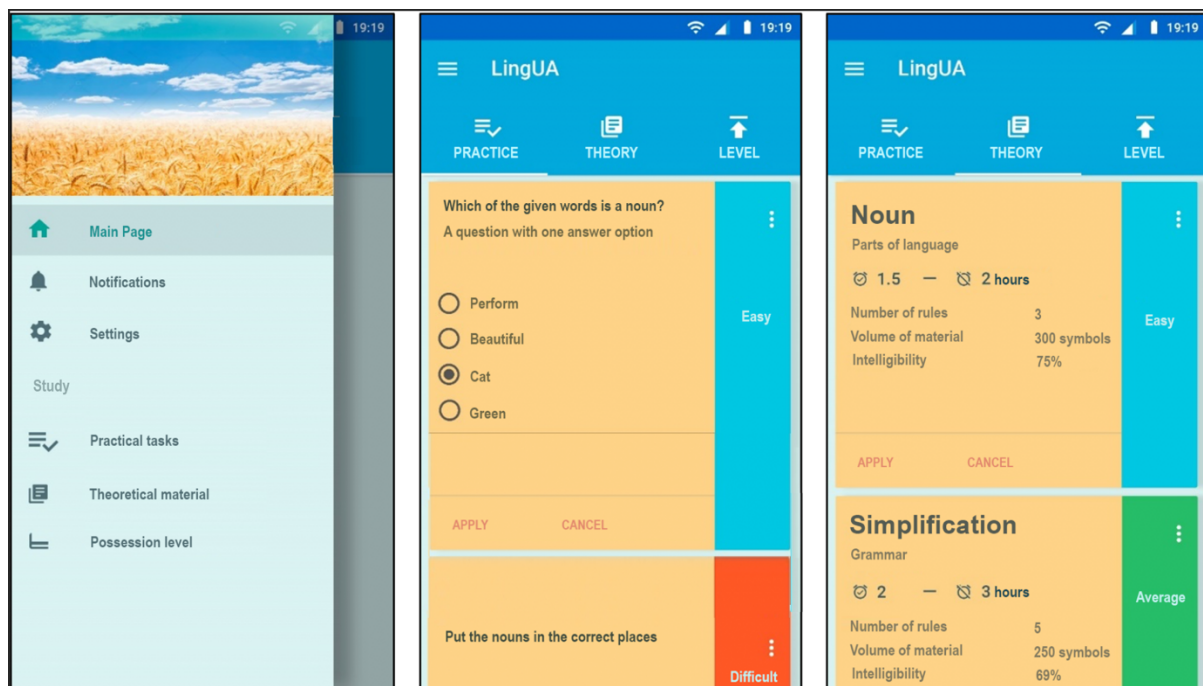 19:19
Main Page
Notifications
Settings
Study
Practical tasks
Theoretical material
Possession level
19:19
LingUA
PRACTICE THEORY LEVEL
Which of the given words is a noun?
A question with one answer option
Perform
Beautiful
Cat
Green
Easy
APPLY CANCEL
Put the nouns in the correct places
Difficult
19:19
LingUA
PRACTICE THEORY LEVEL
Noun
Parts of language
1.5 — 2 hours
Number of rules 3
Volume of material 300 symbols
Intelligibility 75%
Easy
APPLY CANCEL
Simplification
Grammar
2 — 3 hours
Average
Number of rules 5
Volume of material 250 symbols
Intelligibility 69%